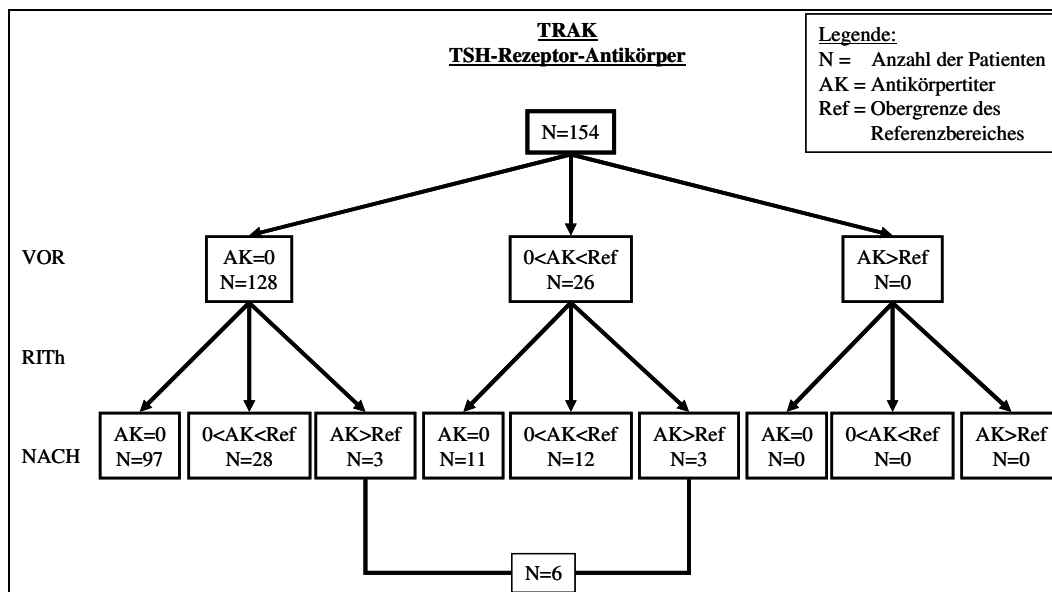 TRAK
TSH-Rezeptor-Antikörper
Legende:
N = Anzahl der Patienten
AK = Antikörpertiter
Ref = Obergrenze des
Referenzbereiches
N=154
VOR
AK=0
N=128
0<AK<Ref
N=26
AK>Ref
N=0
RITh
NACH
AK=0
N=97
0<AK<Ref
N=28
AK>Ref
N=3
AK=0
N=11
0<AK<Ref
N=12
AK>Ref
N=3
AK=0
N=0
0<AK<Ref
N=0
AK>Ref
N=0
N=6